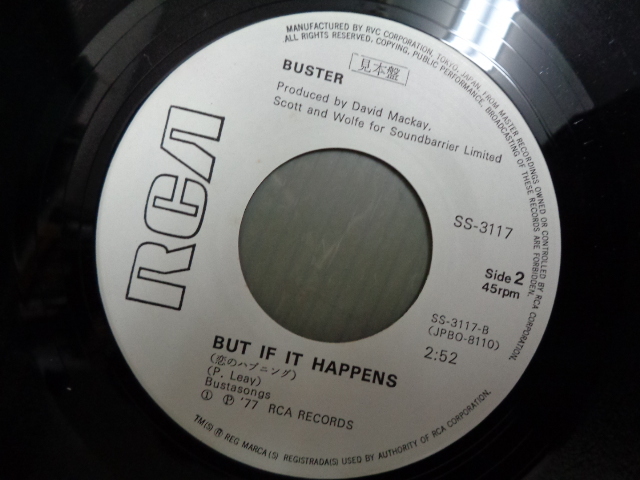 MANUFACTURED BY RVC CORPORATION, TOKYO, JAPAN, FROM MASTER RECORDINGS OWNED OR CONTROLLED BY RCA CORPORATION.
ALL RIGHTS RESERVED. COPYING, PUBLIC PERFORMANCE, BROADCASTING OF THESE RECORDS ARE FORBIDDEN.
BUSTER
見本盤
Produced by David Mackay,
Scott and Wolfe for Soundbarrier Limited
RCA
SS-3117
Side 2
45rpm
SS-3117-B
(JPBO-8110)
2:52
BUT IF IT HAPPENS
(恋のハプニング)
(P. Leay)
Bustasongs
① Ⓟ '77 RCA RECORDS
TM(S) ® REG MARCA(S) REGISTRADA(S) USED BY AUTHORITY OF RCA CORPORATION.